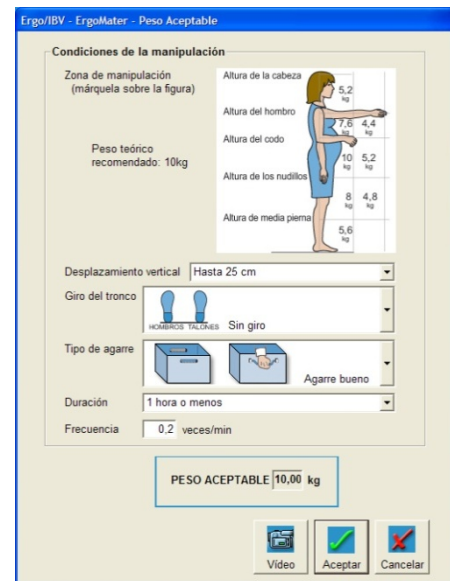 Ergo/IBV - ErgoMater - Peso Aceptable
Condiciones de la manipulación
Zona de manipulación
(márquela sobre la figura)
Peso teórico
recomendado: 10kg
Altura de la cabeza
5,2
kg
Altura del hombro
7,6 4,4
kg kg
Altura del codo
10 5,2
kg kg
Altura de los nudillos
8 4,8
kg kg
Altura de media pierna
5,6
kg
Desplazamiento vertical Hasta 25 cm
Giro del tronco
HOMBROS TALONES Sin giro
Tipo de agarre
Agarre bueno
Duración 1 hora o menos
Frecuencia 0,2 veces/min
PESO ACEPTABLE 10,00 kg
Vídeo Aceptar Cancelar